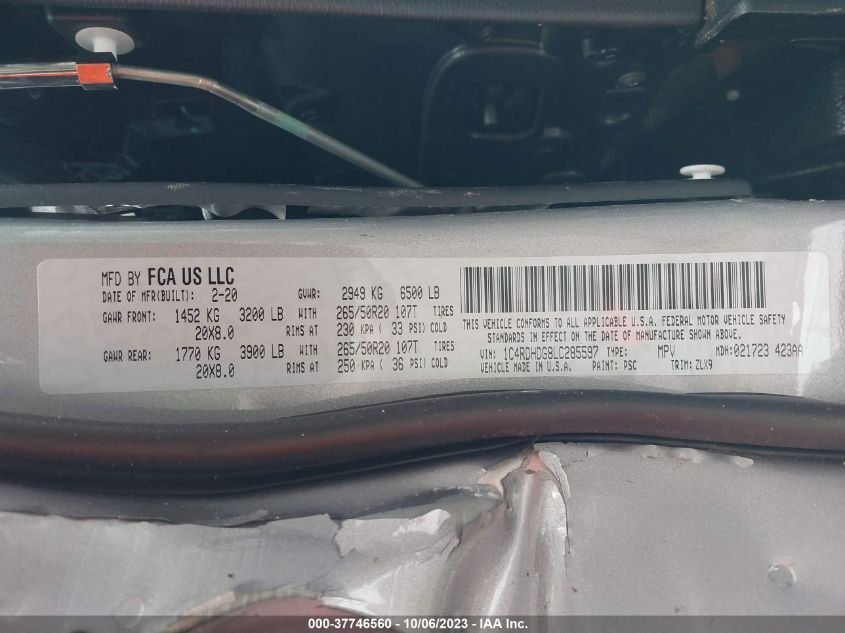 MFD BY FCA US LLC
DATE OF MFR(BUILT): 2-20 GVWR: 2949 KG 6500 LB
GAWR FRONT: 1452 KG 3200 LB WITH 265/50R20 107T TIRES
20X8.0 RIMS AT 230 KPA ( 33 PSI) COLD
GAWR REAR: 1770 KG 3900 LB WITH 265/50R20 107T TIRES
20X8.0 RIMS AT 250-KPA ( 36 PSI) COLD
THIS VEHICLE CONFORMS TO ALL APPLICABLE U.S.A. FEDERAL MOTOR VEHICLE SAFETY
STANDARDS IN EFFECT ON THE DATE OF MANUFACTURE SHOWN ABOVE.
VIN: 1C4RDHDG8LC285597 TYPE: MPV MDH:021723 423AA
VEHICLE MADE IN U.S.A. PAINT: PSC TRIM: ZLX9
000-37746560 - 10/06/2023 - IAA Inc.